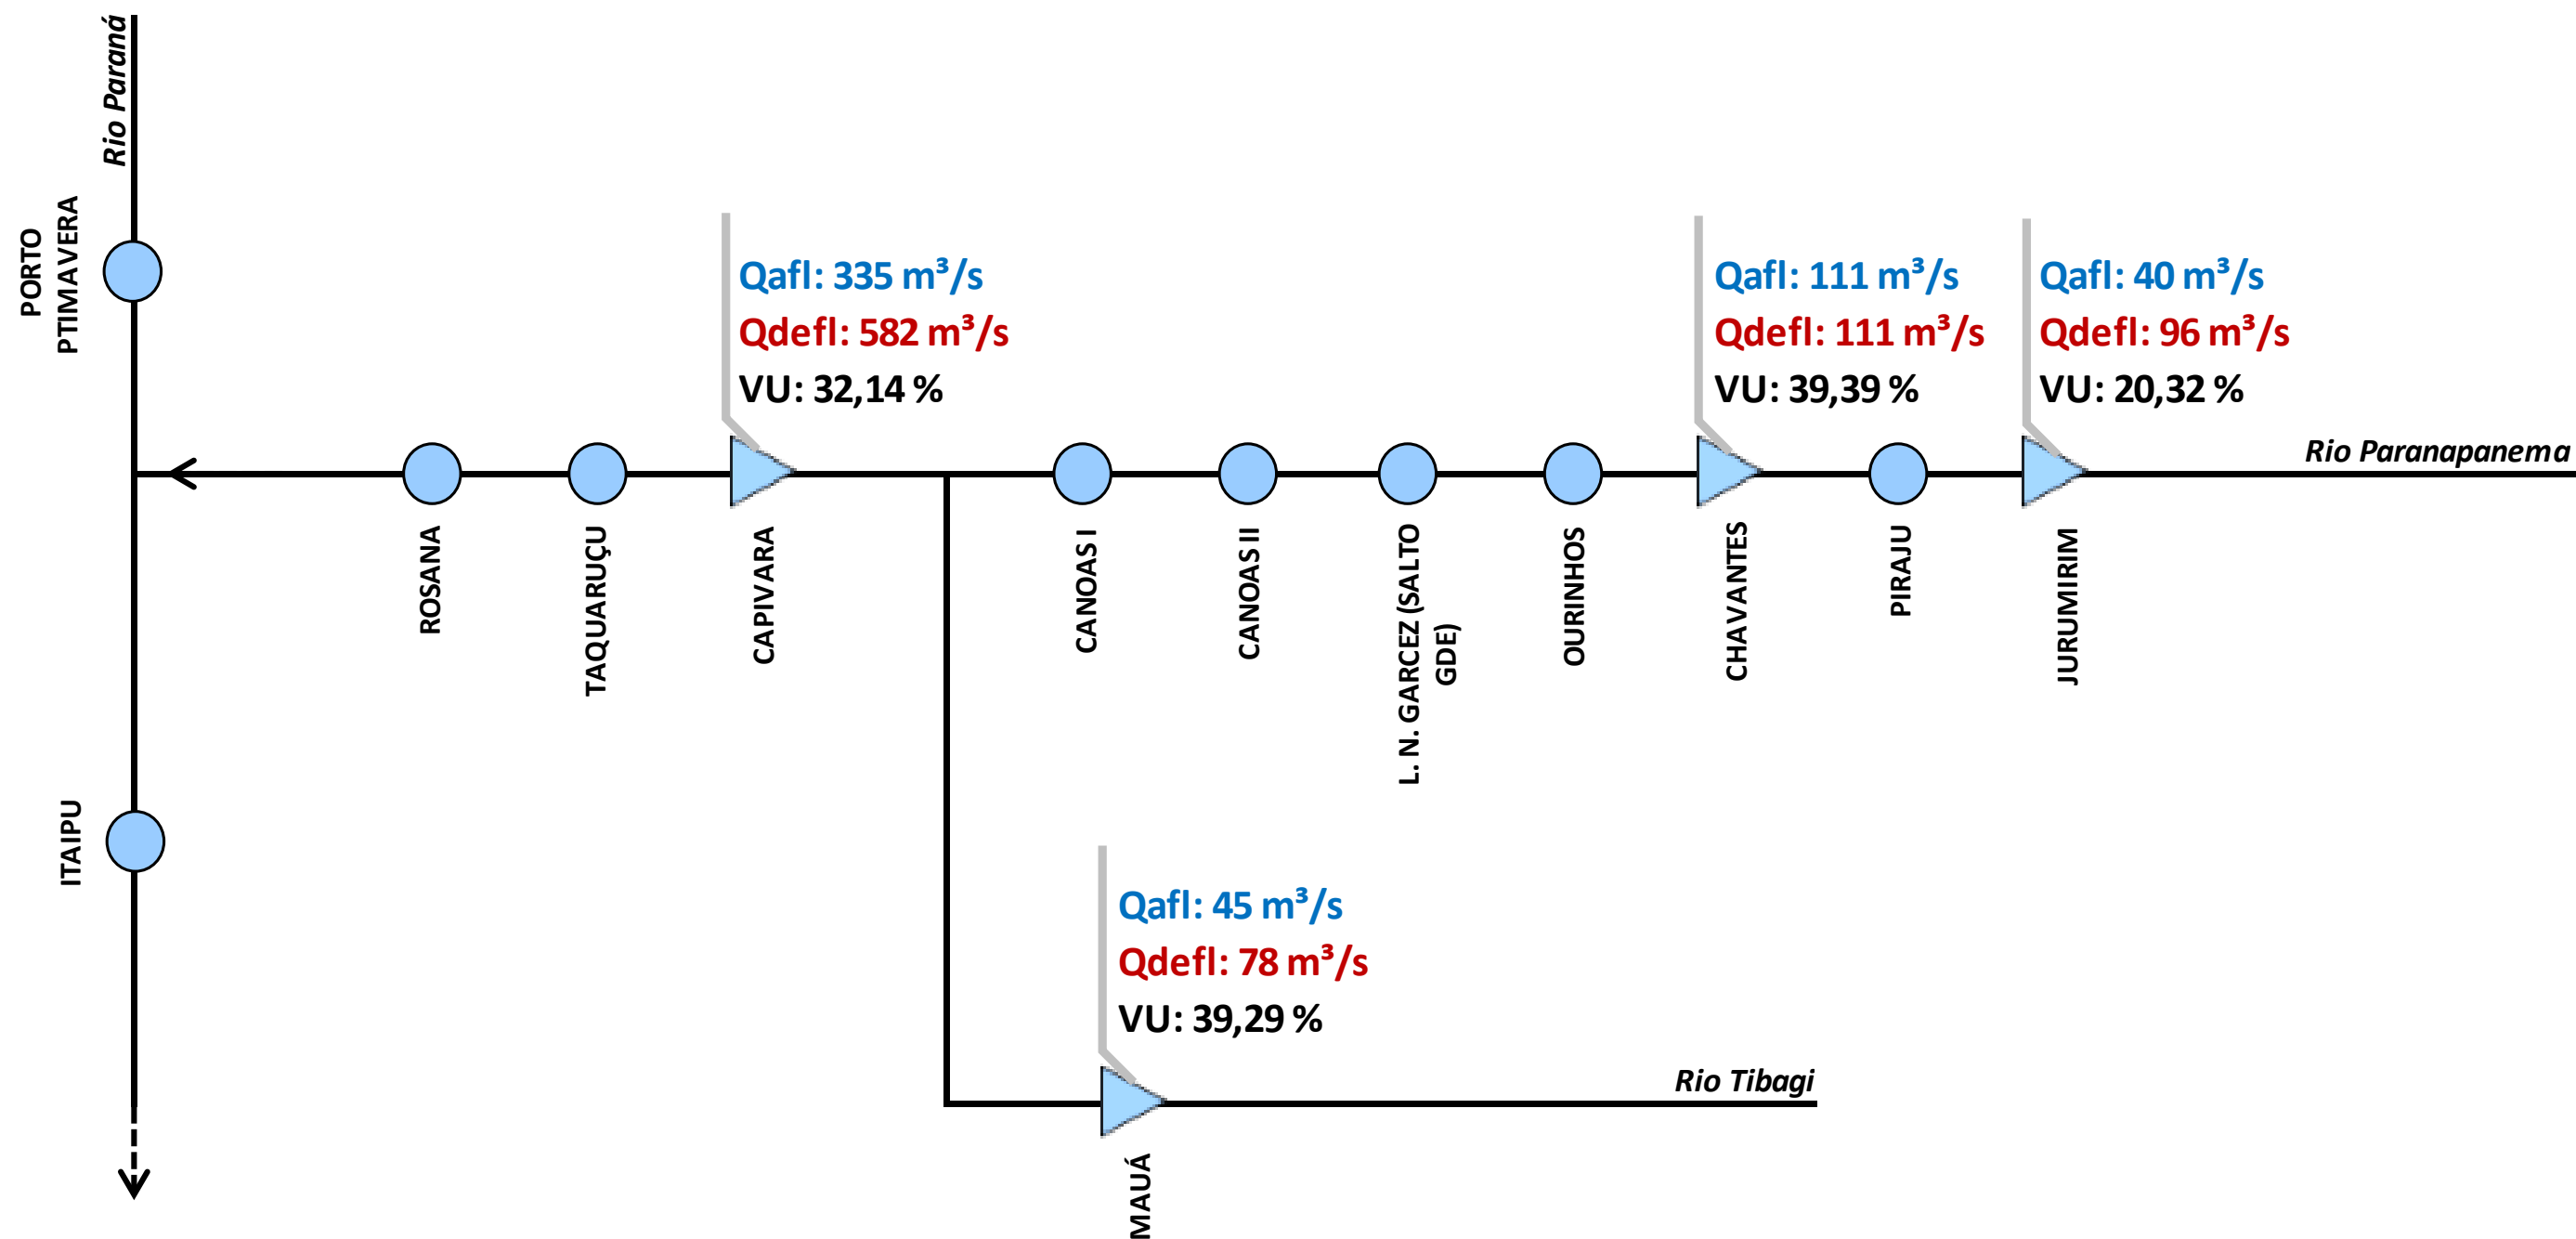 Rio Paraná
PORTO
PTIMAVERA
Qafl: 335 m³/s
Qdefl: 582 m³/s
VU: 32,14 %
Qafl: 111 m³/s
Qdefl: 111 m³/s
VU: 39,39 %
Qafl: 40 m³/s
Qdefl: 96 m³/s
VU: 20,32 %
Rio Paranapanema
ROSANA
TAQUARUÇU
CAPIVARA
CANOAS I
CANOAS II
L. N. GARCEZ (SALTO
GDE)
OURINHOS
CHAVANTES
PIRAJU
JURUMIRIM
ITAIPU
Qafl: 45 m³/s
Qdefl: 78 m³/s
VU: 39,29 %
Rio Tibagi
MAUÁ